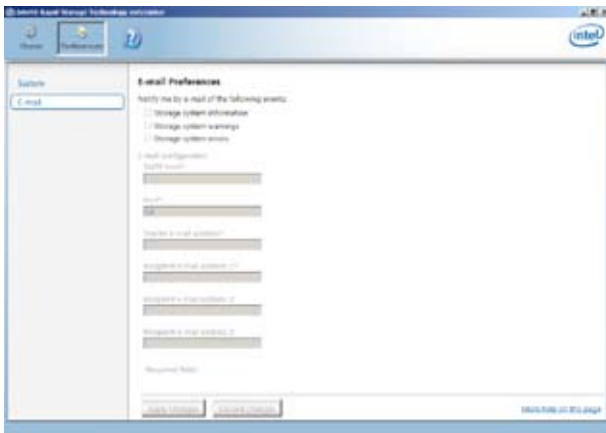 Intel® Rapid Storage Technology enterprise
Home
Preferences
intel
System
E-mail
E-mail Preferences
Notify me by e-mail of the following events:
Storage system information
Storage system warnings
Storage system errors
E-mail configuration
Port*:
Sender e-mail address*:
Recipient e-mail address 1*:
Recipient e-mail address 2:
Recipient e-mail address 3:
Required fields
Apply Changes
Discard Changes
More help on this page